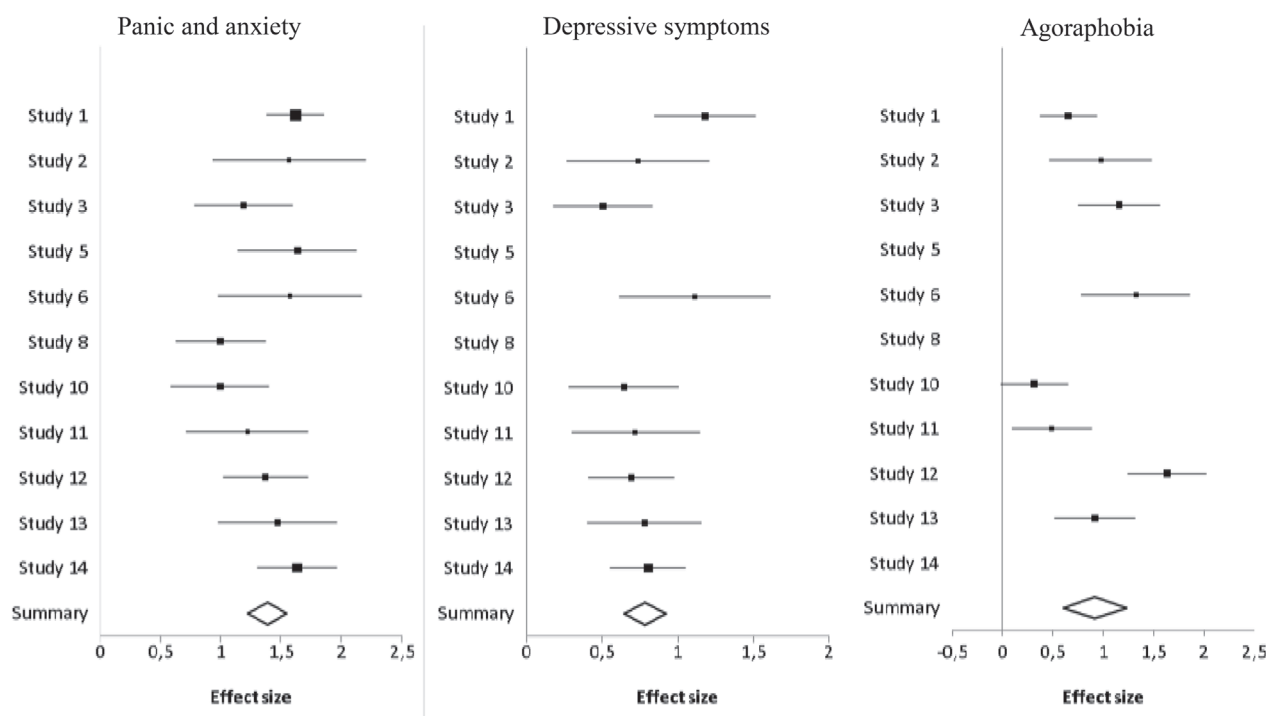 Panic and anxiety
Study 1
Study 2
Study 3
Study 5
Study 6
Study 8
Study 10
Study 11
Study 12
Study 13
Study 14
Summary
0 0,5 1 1,5 2 2,5
Effect size
Depressive symptoms
Study 1
Study 2
Study 3
Study 5
Study 6
Study 8
Study 10
Study 11
Study 12
Study 13
Study 14
Summary
0 0,5 1 1,5 2
Effect size
Agoraphobia
Study 1
Study 2
Study 3
Study 5
Study 6
Study 8
Study 10
Study 11
Study 12
Study 13
Study 14
Summary
-0,5 0 0,5 1 1,5 2 2,5
Effect size